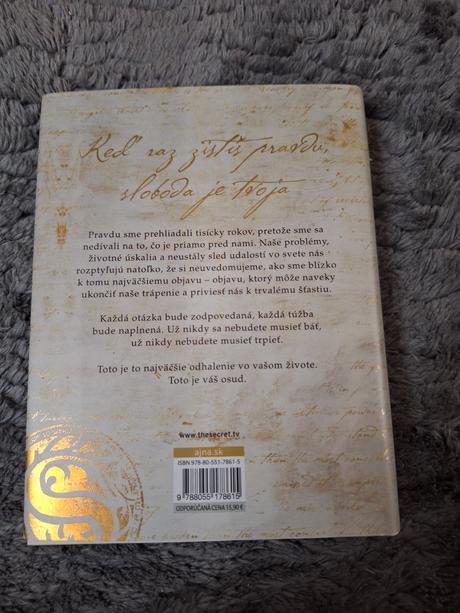 Keď raz zistíš pravdu,
sloboda je tvoja
Pravdu sme prehliadali tisícky rokov, pretože sme sa
nedívali na to, čo je priamo pred nami. Naše problémy,
životné úskalia a neustály sled udalostí vo svete nás
rozptyľujú natoľko, že si neuvedomujeme, ako sme blízko
k tomu najväčšiemu objavu – objavu, ktorý môže naveky
ukončiť naše trápenie a priviesť nás k trvalému šťastiu.
Každá otázka bude zodpovedaná, každá túžba
bude naplnená. Už nikdy sa nebudete musieť báť,
už nikdy nebudete musieť trpieť.
Toto je to najväčšie odhalenie vo vašom živote.
Toto je váš osud.
www.thesecret.tv
ajna.sk
ISBN 978-80-551-7861-5
9 788055 178615
ODPORÚČANÁ CENA 15,90 €